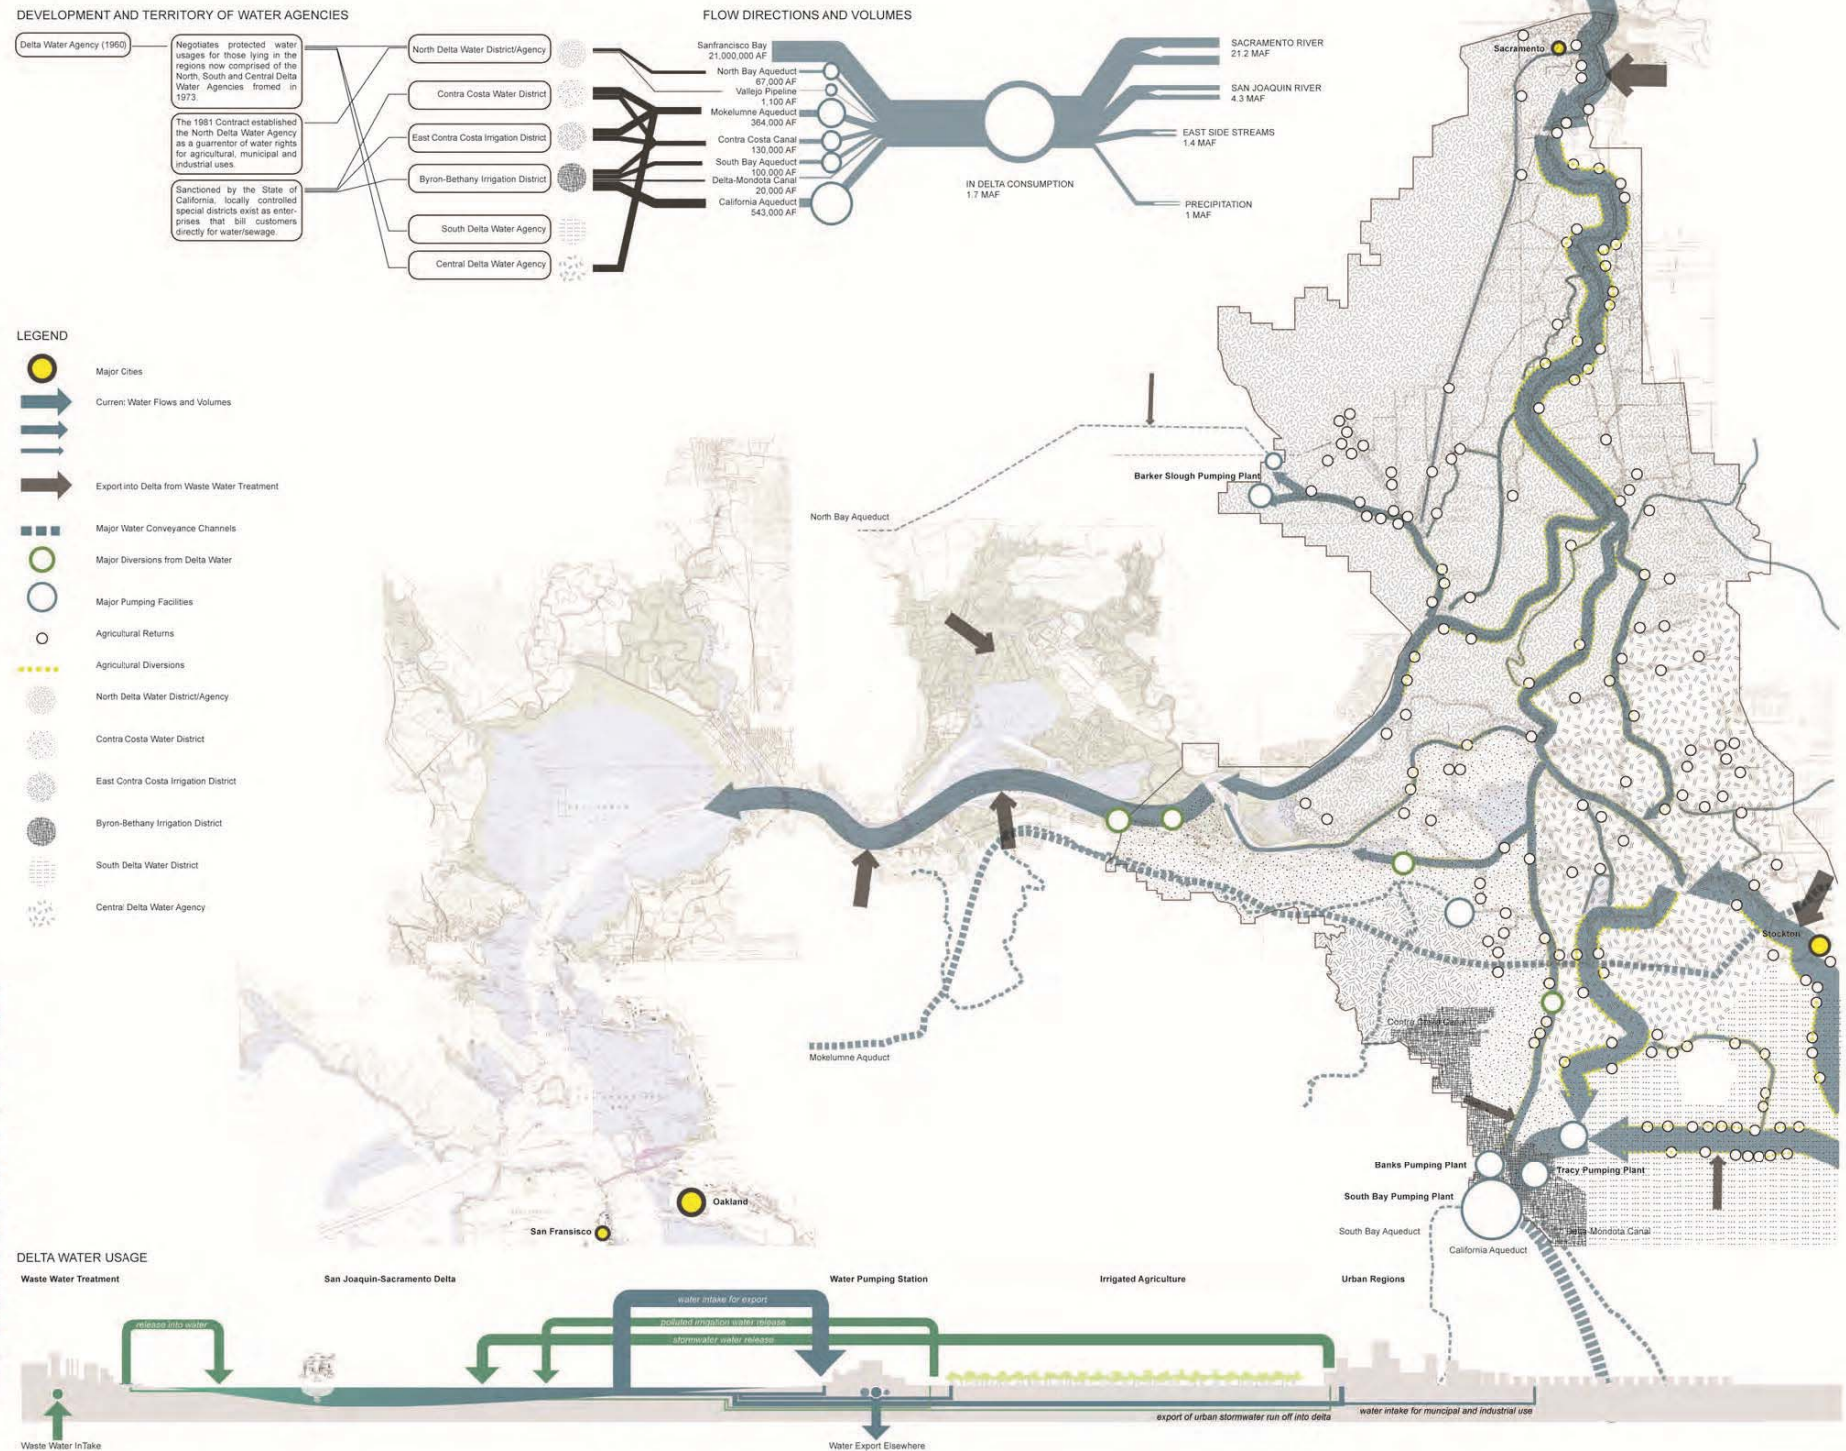 DEVELOPMENT AND TERRITORY OF WATER AGENCIES
Delta Water Agency (1960)
Negotiates protected water
usages for those lying in the
regions now comprised of the
North, South and Central Delta
Water Agencies fromed in
1973.
The 1981 Contract established
the North Delta Water Agency
as a guarrentor of water rights
for agricultural, municipal and
industrial uses.
Sanctioned by the State of
California, locally controlled
special districts exist as enter-
prises that bill customers
directly for water/sewage.
North Delta Water District/Agency
Contra Costa Water District
East Contra Costa Irrigation District
Byron-Bethany Irrigation District
South Delta Water Agency
Central Delta Water Agency
FLOW DIRECTIONS AND VOLUMES
Sanfrancisco Bay
21,000,000 AF
North Bay Aqueduct
67,000 AF
Vallejo Pipeline
1,100 AF
Mokelumne Aqueduct
364,000 AF
Contra Costa Canal
130,000 AF
South Bay Aqueduct
100,000 AF
Delta-Mondota Canal
20,000 AF
California Aqueduct
543,000 AF
IN DELTA CONSUMPTION
1.7 MAF
SACRAMENTO RIVER
21.2 MAF
SAN JOAQUIN RIVER
4.3 MAF
EAST SIDE STREAMS
1.4 MAF
PRECIPITATION
1 MAF
LEGEND
Major Cities
Current Water Flows and Volumes
Export into Delta from Waste Water Treatment
Major Water Conveyance Channels
Major Diversions from Delta Water
Major Pumping Facilities
Agricultural Returns
Agricultural Diversions
North Delta Water District/Agency
Contra Costa Water District
East Contra Costa Irrigation District
Byron-Bethany Irrigation District
South Delta Water District
Central Delta Water Agency
Sacramento
Barker Slough Pumping Plant
North Bay Aqueduct
Mokelumne Aquduct
Stockton
Contra Costa Canal
Banks Pumping Plant
Tracy Pumping Plant
South Bay Pumping Plant
South Bay Aqueduct
Delta-Mondota Canal
California Aqueduct
Oakland
San Fransisco
DELTA WATER USAGE
Waste Water Treatment
San Joaquin-Sacramento Delta
Water Pumping Station
Irrigated Agriculture
Urban Regions
water intake for export
release into water
polluted irrigation water release
stormwater water release
export of urban stormwater run off into delta
water intake for muncipal and industrial use
Waste Water InTake
Water Export Elsewhere